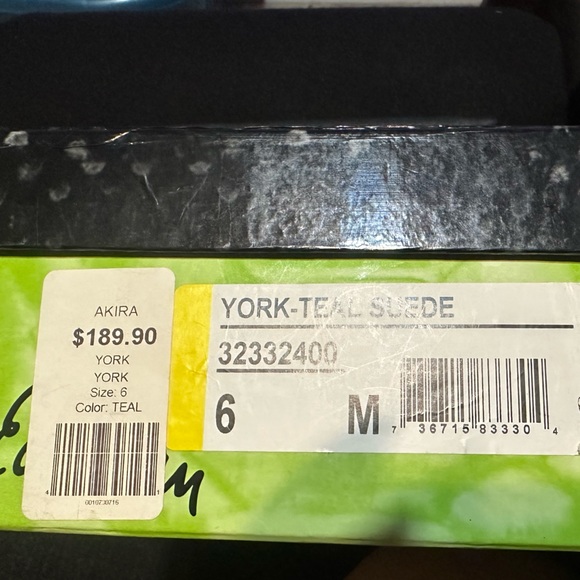 AKIRA
$189.90
YORK
YORK
Size: 6
Color: TEAL
YORK-TEAL SUEDE
32332400
6 M
7 36715 83330 4